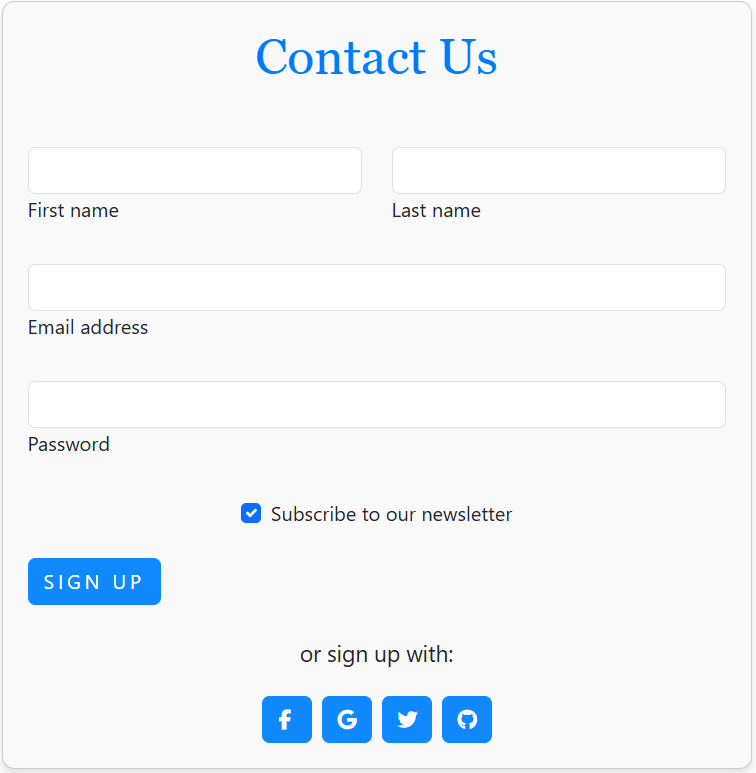 Contact Us
First name
Last name
Email address
Password
Subscribe to our newsletter
SIGN UP
or sign up with: